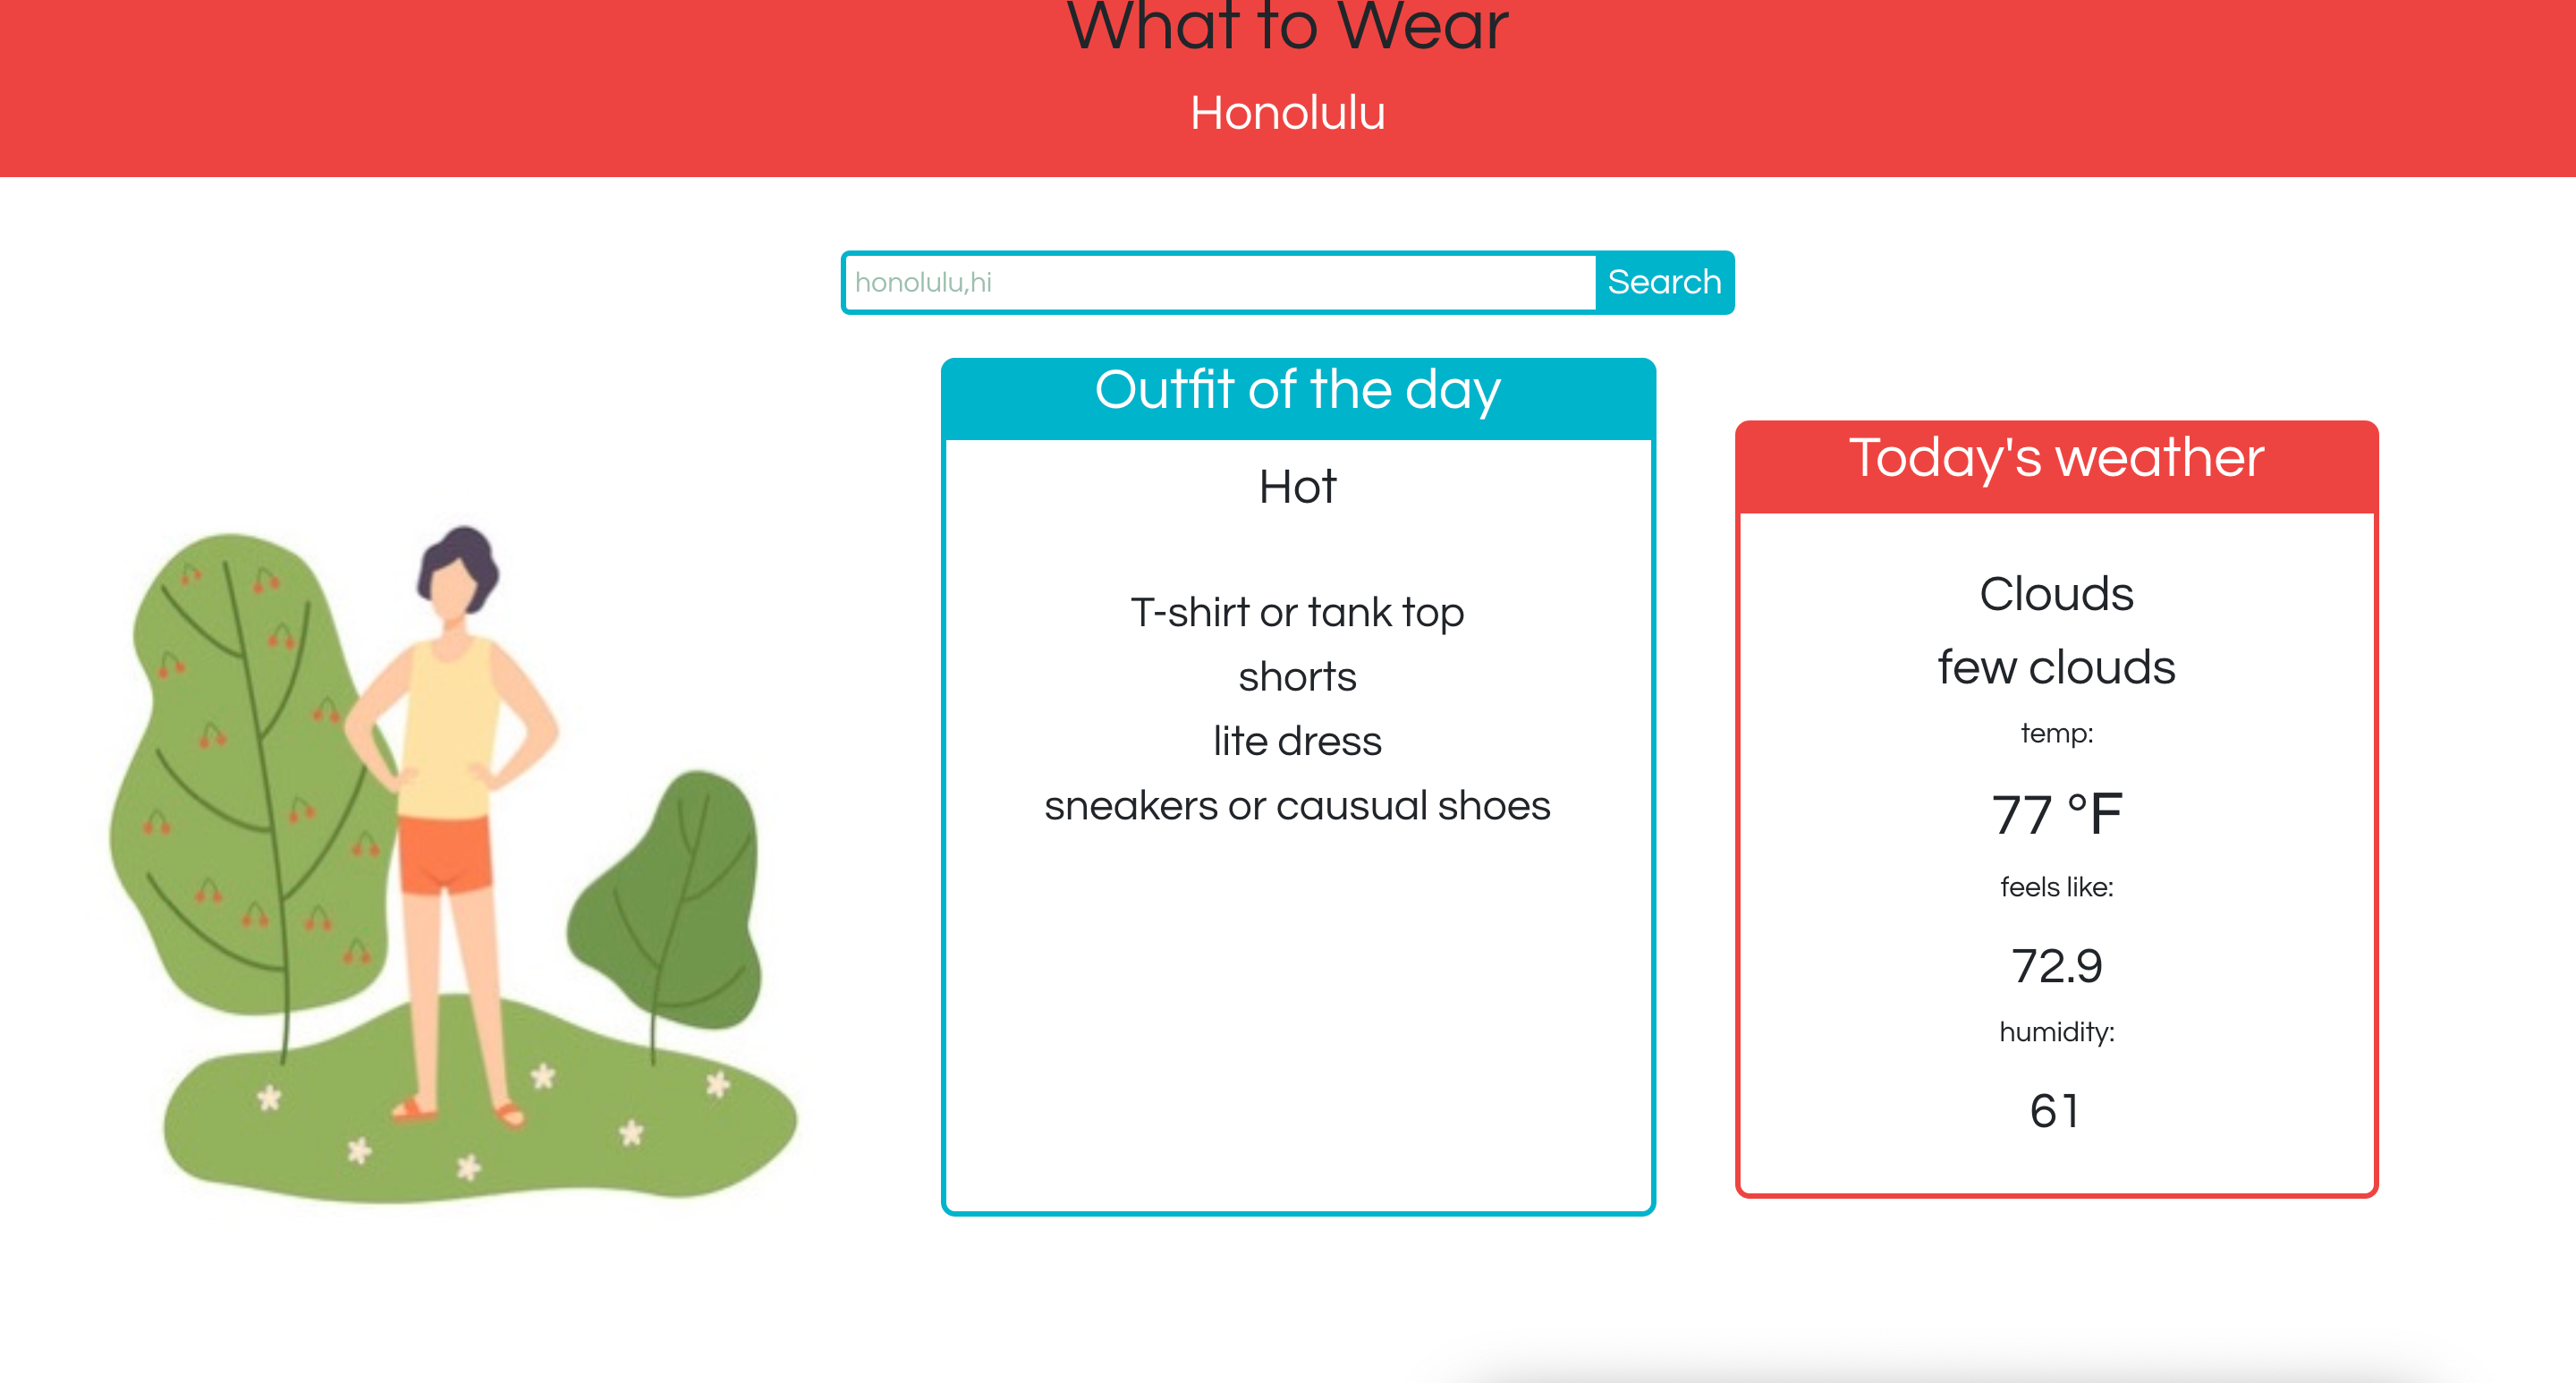 What to Wear
Honolulu
honolulu,hi
Search
Outfit of the day
Hot
T-shirt or tank top
shorts
lite dress
sneakers or causual shoes
Today's weather
Clouds
few clouds
temp:
77 °F
feels like:
72.9
humidity:
61